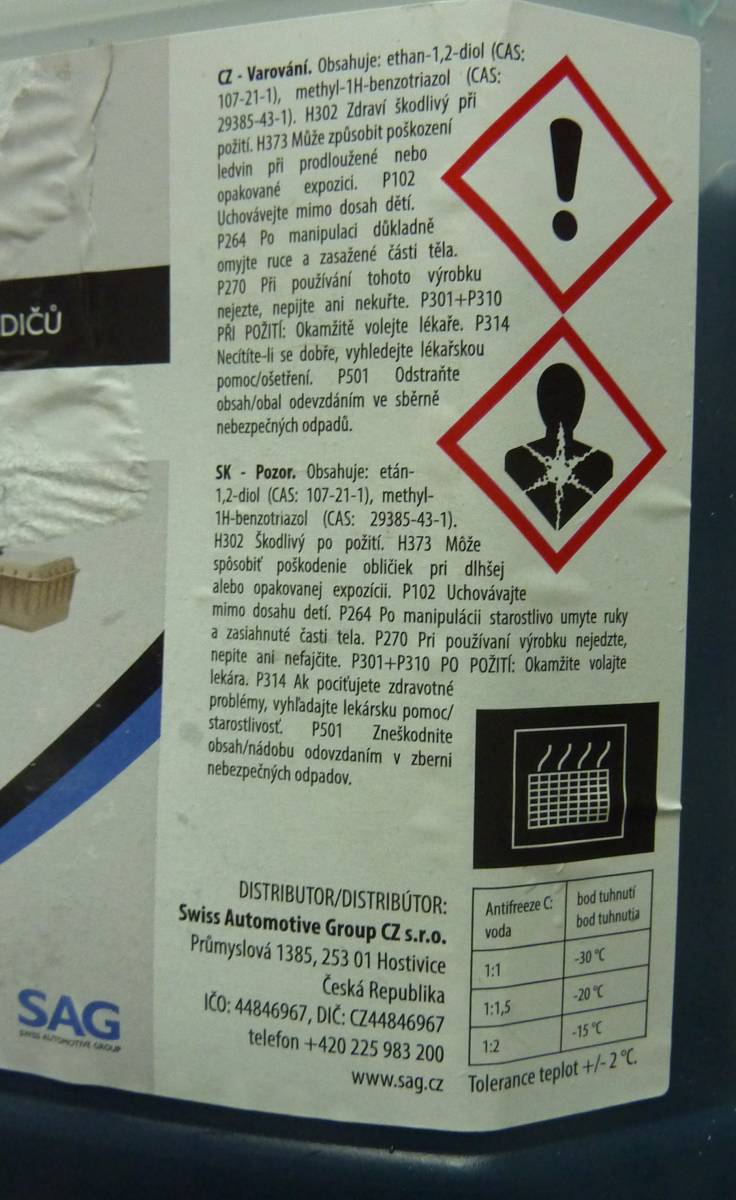 CZ - Varování. Obsahuje: ethan-1,2-diol (CAS:
107-21-1), methyl-1H-benzotriazol (CAS:
29385-43-1). H302 Zdraví škodlivý při
požití. H373 Může způsobit poškození
ledvin při prodloužené nebo
opakované expozici. P102
Uchovávejte mimo dosah dětí.
P264 Po manipulaci důkladně
omyjte ruce a zasažené části těla.
P270 Při používání tohoto výrobku
nejezte, nepijte ani nekuřte. P301+P310
PŘI POŽITÍ: Okamžitě volejte lékaře. P314
Necítíte-li se dobře, vyhledejte lékařskou
pomoc/ošetření. P501 Odstraňte
obsah/obal odevzdáním ve sběrně
nebezpečných odpadů.
DIČŮ
SK - Pozor. Obsahuje: etán-
1,2-diol (CAS: 107-21-1), methyl-
1H-benzotriazol (CAS: 29385-43-1).
H302 Škodlivý po požití. H373 Môže
spôsobiť poškodenie obličiek pri dlhšej
alebo opakovanej expozícii. P102 Uchovávajte
mimo dosahu detí. P264 Po manipulácii starostlivo umyte ruky
a zasiahnuté časti tela. P270 Pri používaní výrobku nejedzte,
nepite ani nefajčite. P301+P310 PO POŽITÍ: Okamžite volajte
lekára. P314 Ak pociťujete zdravotné
problémy, vyhľadajte lekársku pomoc/
starostlivosť. P501 Zneškodnite
obsah/nádobu odovzdaním v zberni
nebezpečných odpadov.
DISTRIBUTOR/DISTRIBÚTOR:
Swiss Automotive Group CZ s.r.o.
Průmyslová 1385, 253 01 Hostivice
Česká Republika
IČO: 44846967, DIČ: CZ44846967
telefon +420 225 983 200
www.sag.cz
SAG
SWISS AUTOMOTIVE GROUP
Antifreeze C: bod tuhnutí
voda bod tuhnutia
1:1 -30 °C
1:1,5 -20 °C
1:2 -15 °C
Tolerance teplot +/- 2 °C.